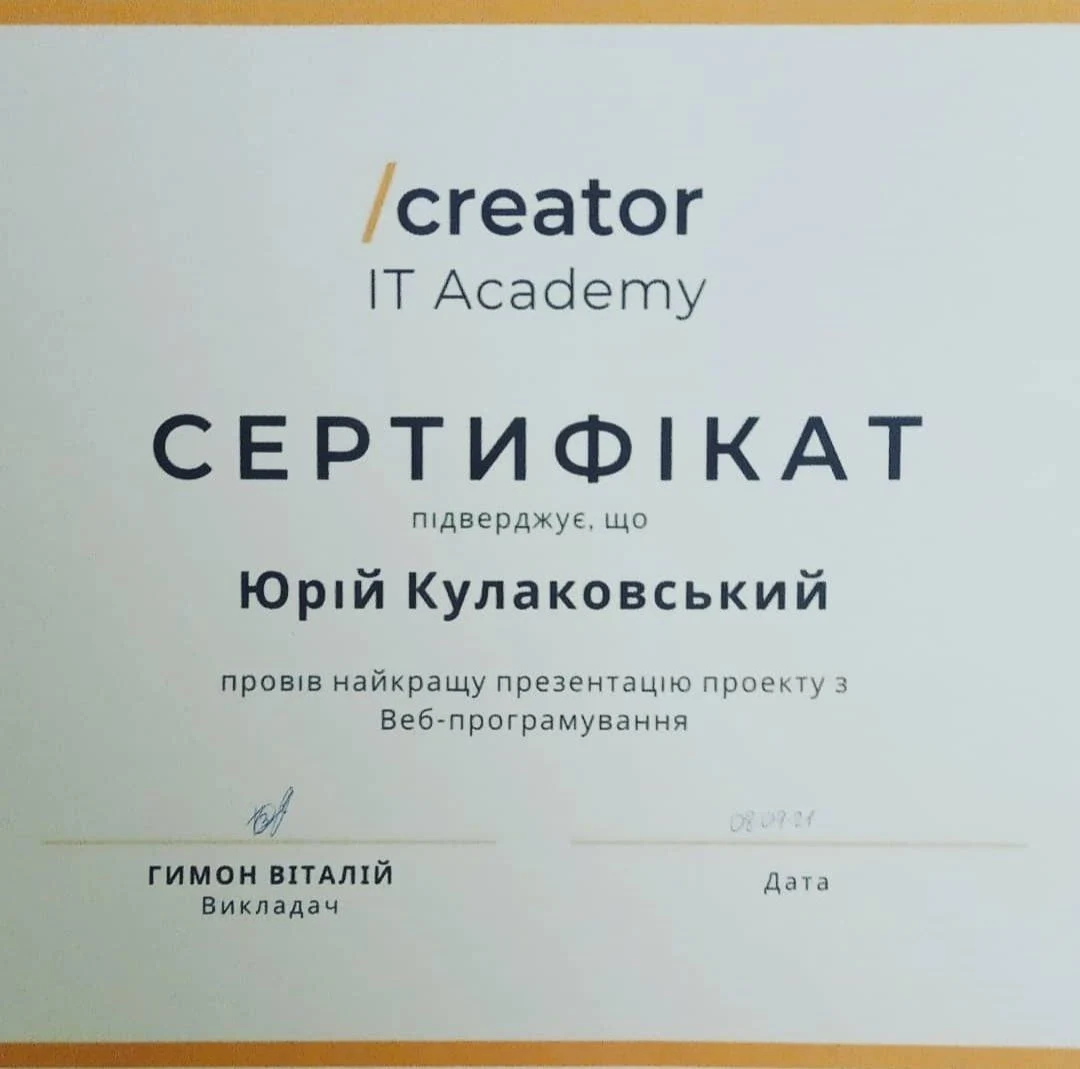 /creator
IT Academy
СЕРТИФІКАТ
підверджує, що
Юрій Кулаковський
провів найкращу презентацію проекту з
Веб-програмування
08.09.21
ГИМОН ВІТАЛІЙ
Викладач
Дата